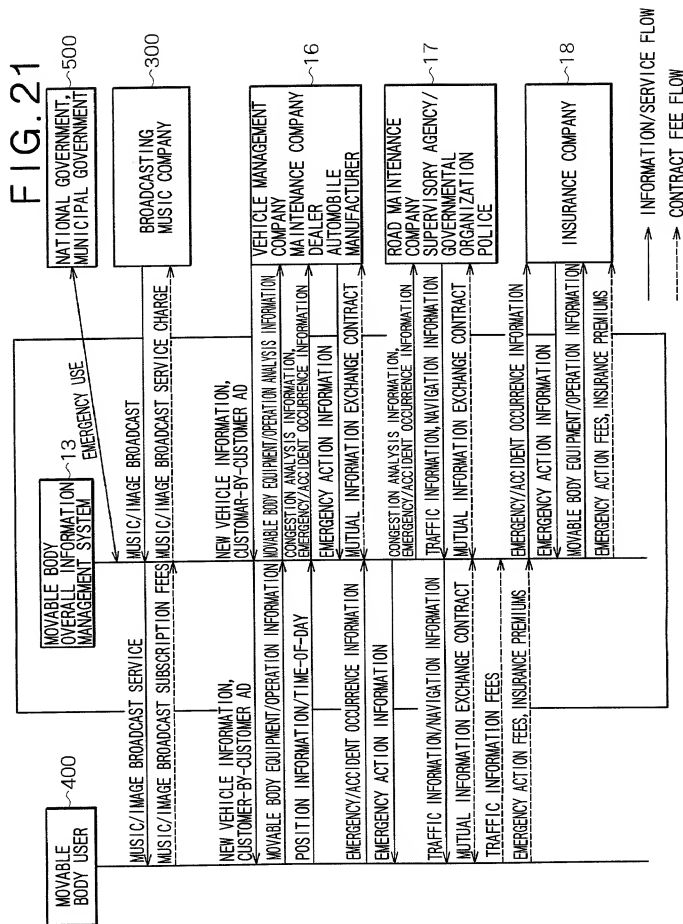 FIG. 21
MOVABLE
BODY USER
400
MOVABLE BODY
OVERALL INFORMATION
MANAGEMENT SYSTEM
13
NATIONAL GOVERNMENT,
MUNICIPAL GOVERNMENT
500
EMERGENCY USE
BROADCASTING
MUSIC COMPANY
300
MUSIC/IMAGE BROADCAST SERVICE
MUSIC/IMAGE BROADCAST SUBSCRIPTION FEES
MUSIC/IMAGE BROADCAST
MUSIC/IMAGE BROADCAST SERVICE CHARGE
NEW VEHICLE INFORMATION,
CUSTOMER-BY-CUSTOMER AD
MOVABLE BODY EQUIPMENT/OPERATION INFORMATION
POSITION INFORMATION/TIME-OF-DAY
EMERGENCY/ACCIDENT OCCURRENCE INFORMATION
EMERGENCY ACTION INFORMATION
NEW VEHICLE INFORMATION,
CUSTOMAR-BY-CUSTOMER AD
MOVABLE BODY EQUIPMENT/OPERATION ANALYSIS INFORMATION
CONGESTION ANALYSIS INFORMATION,
EMERGENCY/ACCIDENT OCCURRENCE INFORMATION
EMERGENCY ACTION INFORMATION
MUTUAL INFORMATION EXCHANGE CONTRACT
VEHICLE MANAGEMENT
COMPANY
MAINTENANCE COMPANY
DEALER
AUTOMOBILE
MANUFACTURER
16
TRAFFIC INFORMATION/NAVIGATION INFORMATION
MUTUAL INFORMATION EXCHANGE CONTRACT
TRAFFIC INFORMATION FEES
EMERGENCY ACTION FEES, INSURANCE PREMIUMS
CONGESTION ANALYSIS INFORMATION
EMERGENCY/ACCIDENT OCCURRENCE INFORMATION
TRAFFIC INFORMATION, NAVIGATION INFORMATION
MUTUAL INFORMATION EXCHANGE CONTRACT
ROAD MAINTENANCE
COMPANY
SUPERVISORY AGENCY/
GOVERNMENTAL
ORGANIZATION
POLICE
17
EMERGENCY/ACCIDENT OCCURRENCE INFORMATION
EMERGENCY ACTION INFORMATION
MOVABLE BODY EQUIPMENT/OPERATION INFORMATION
EMERGENCY ACTION FEES, INSURANCE PREMIUMS
INSURANCE COMPANY
18
INFORMATION/SERVICE FLOW
CONTRACT FEE FLOW